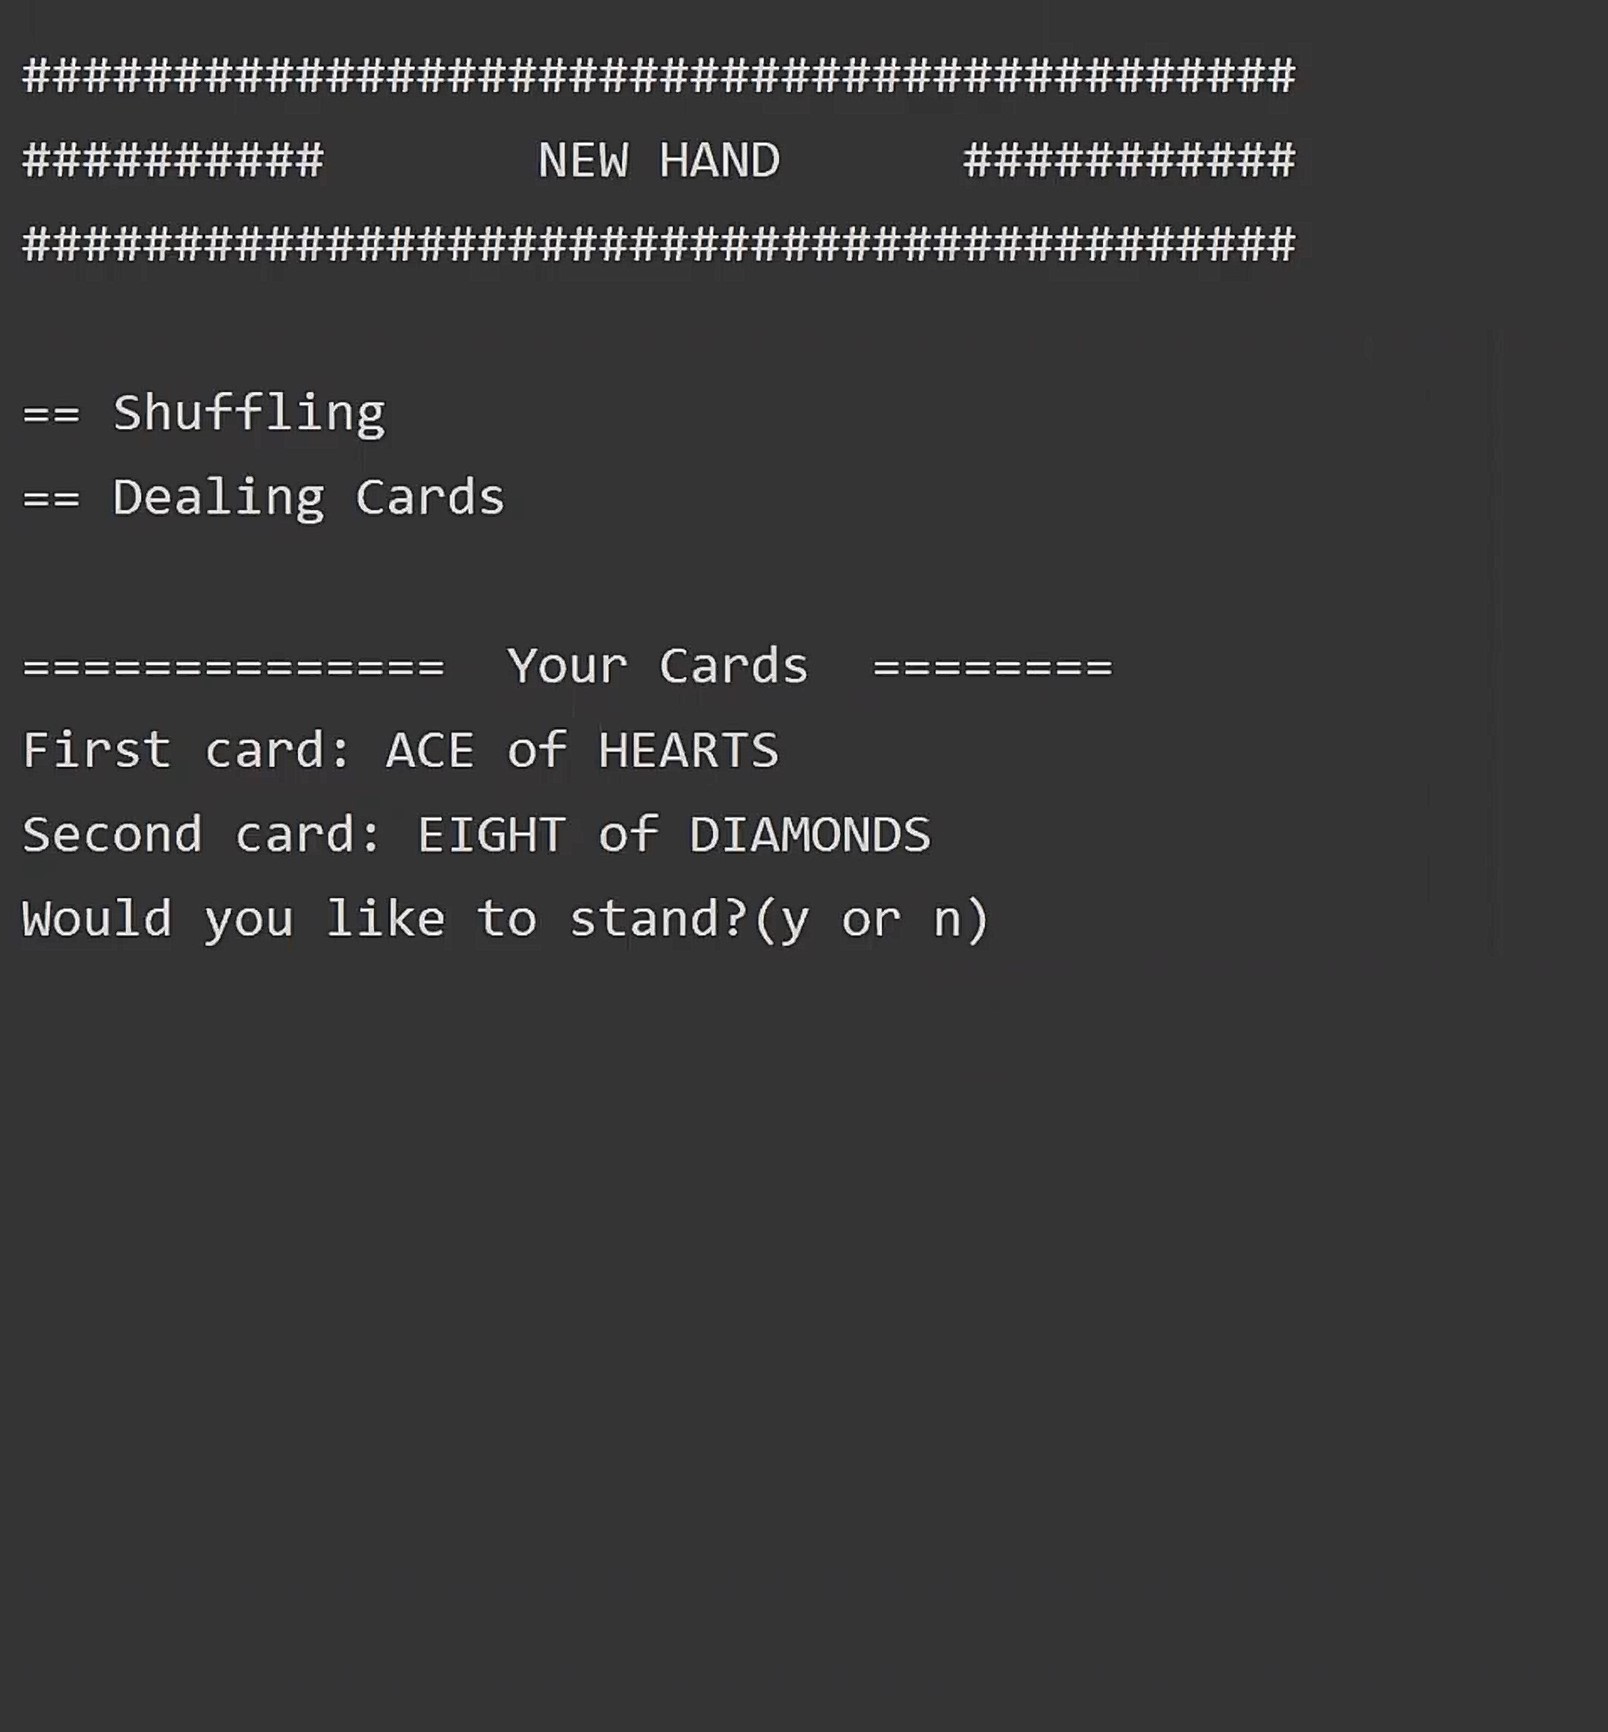 ##########################################
##########       NEW HAND      ###########
##########################################
== Shuffling
== Dealing Cards
==============  Your Cards  ========
First card: ACE of HEARTS
Second card: EIGHT of DIAMONDS
Would you like to stand?(y or n)